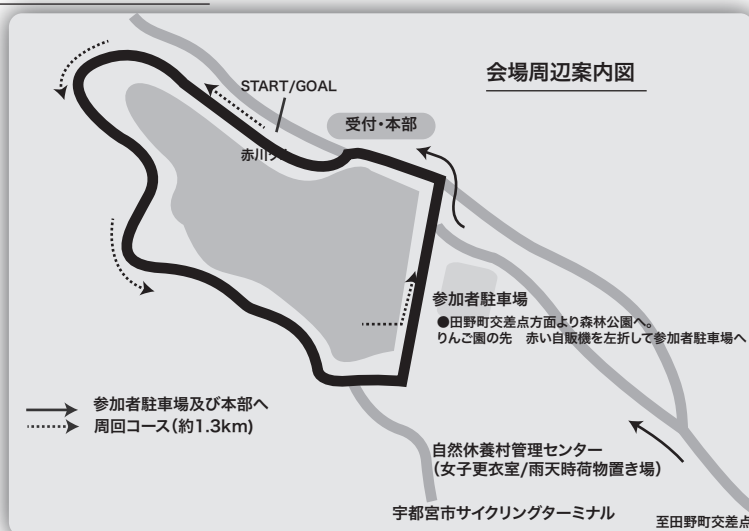 会場周辺案内図
START/GOAL
受付・本部
赤川
参加者駐車場
●田野町交差点方面より森林公園へ。
りんご園の先　赤い自販機を左折して参加者駐車場へ
参加者駐車場及び本部へ
周回コース(約1.3km)
自然休養村管理センター
(女子更衣室/雨天時荷物置き場)
宇都宮市サイクリングターミナル
至田野町交差点